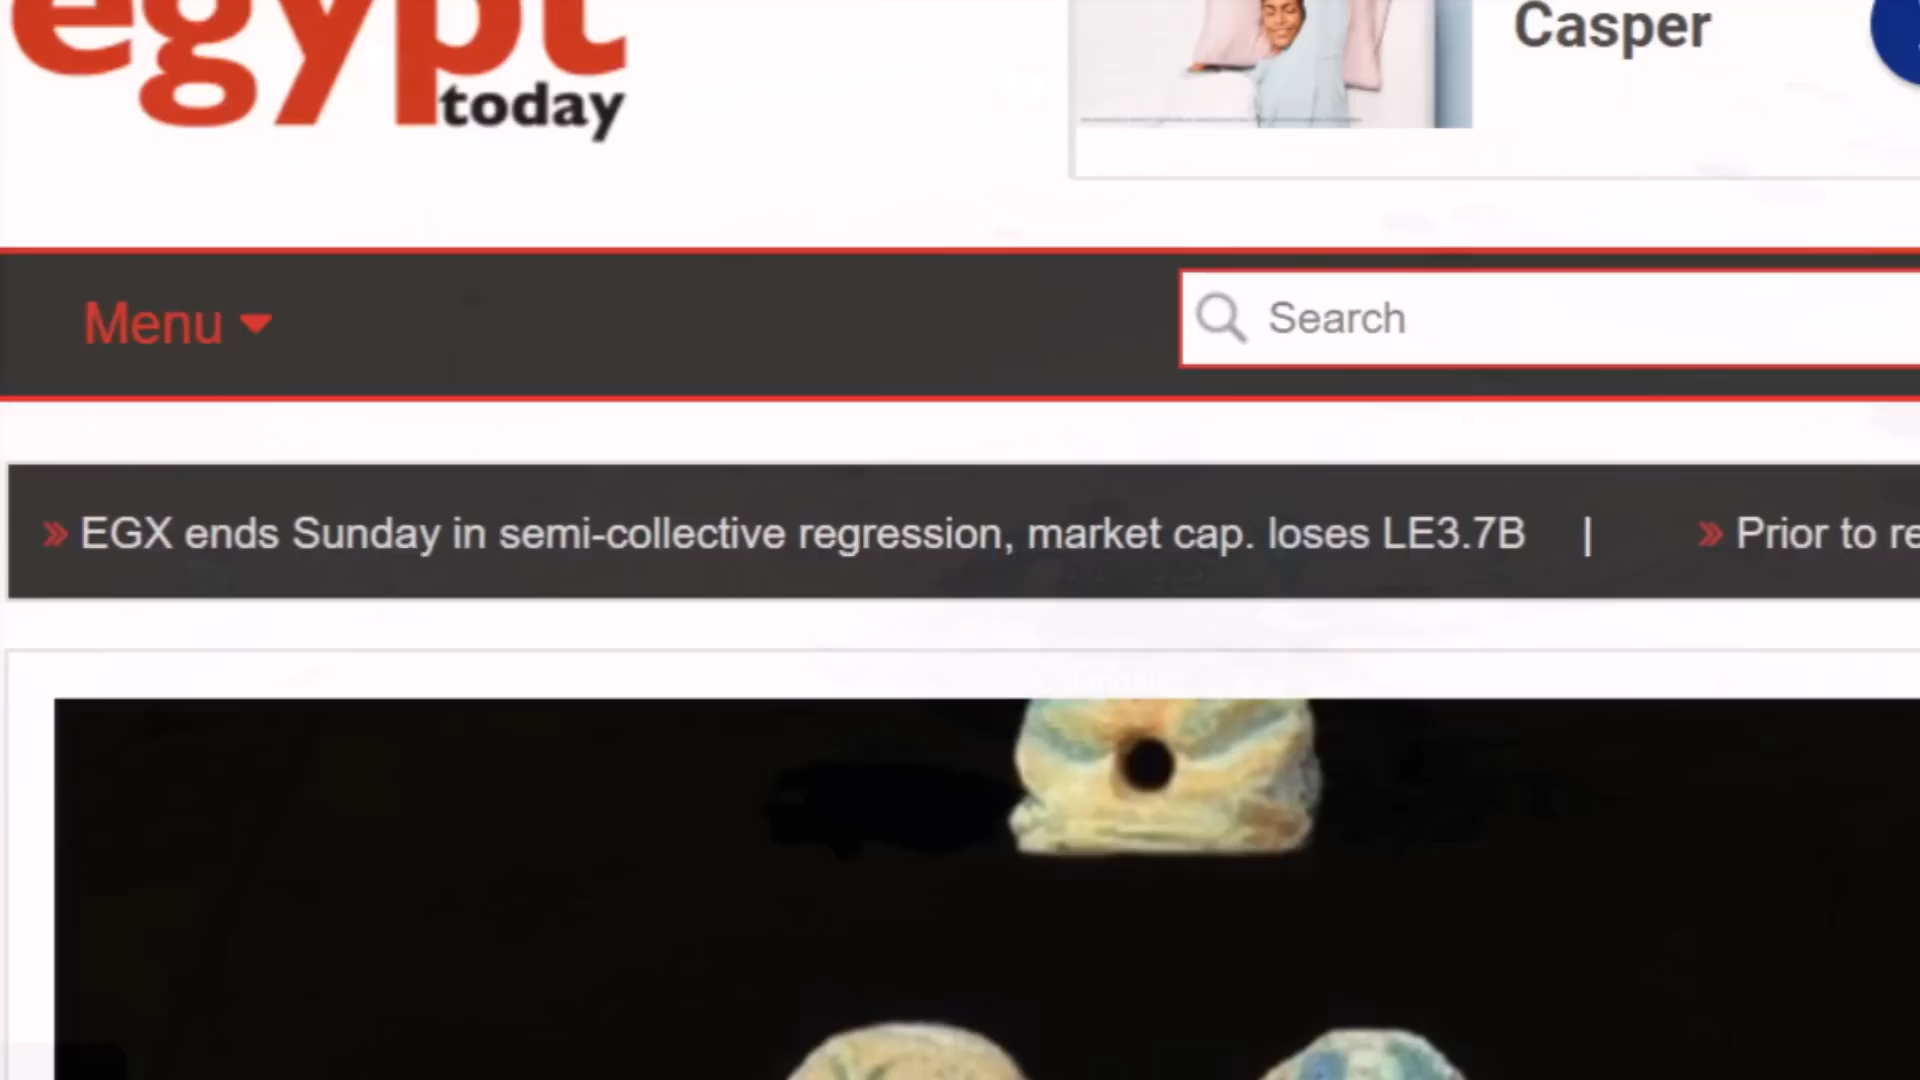 egypt
today
Casper
Menu
Search
» EGX ends Sunday in semi-collective regression, market cap. loses LE3.7B | » Prior to re